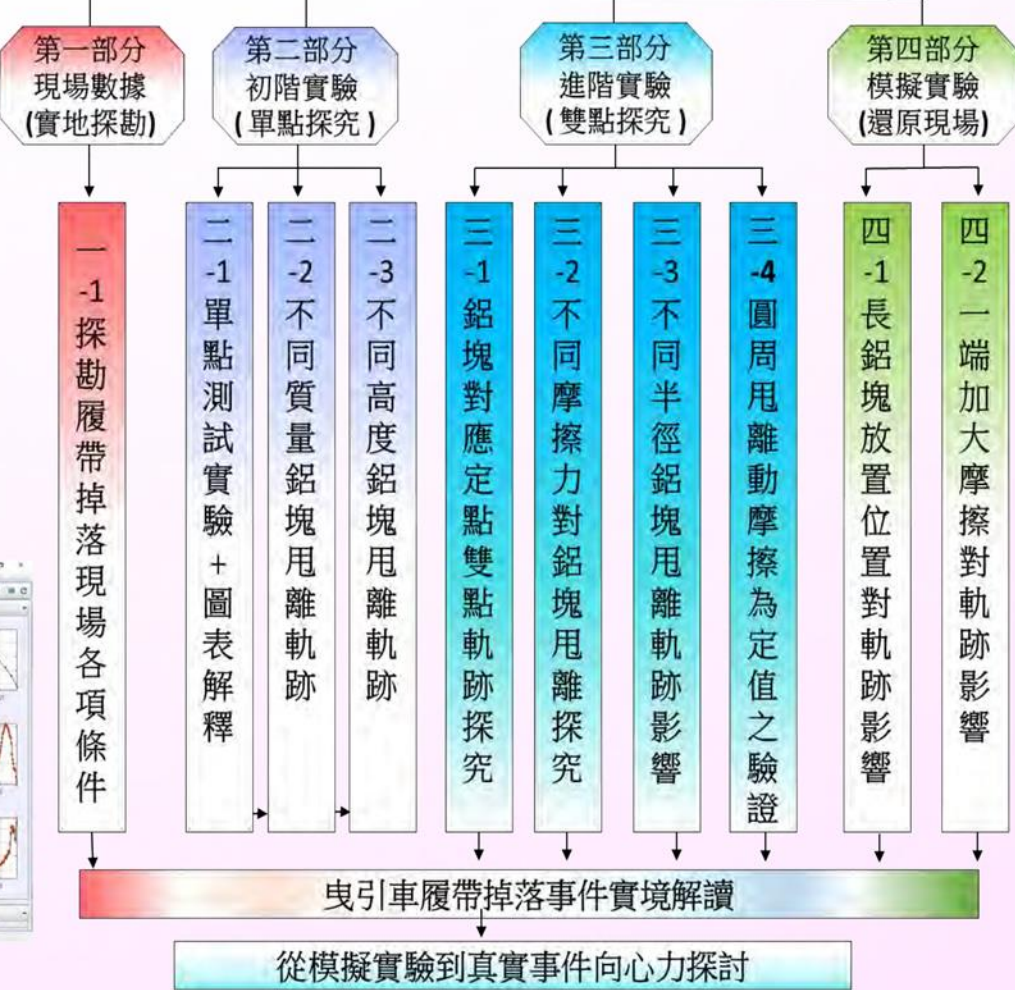 第一部分
現場數據
(實地探勘)
第二部分
初階實驗
(單點探究)
第三部分
進階實驗
(雙點探究)
第四部分
模擬實驗
(還原現場)
一-1探勘履帶掉落現場各項條件
二-1單點測試實驗+圖表解釋
二-2不同質量鋁塊甩離軌跡
二-3不同高度鋁塊甩離軌跡
三-1鋁塊對應定點雙點軌跡探究
三-2不同摩擦力對鋁塊甩離探究
三-3不同半徑鋁塊甩離軌跡影響
三-4圓周甩離動摩擦為定值之驗證
四-1長鋁塊放置位置對軌跡影響
四-2一端加大摩擦對軌跡影響
曳引車履帶掉落事件實境解讀
從模擬實驗到真實事件向心力探討